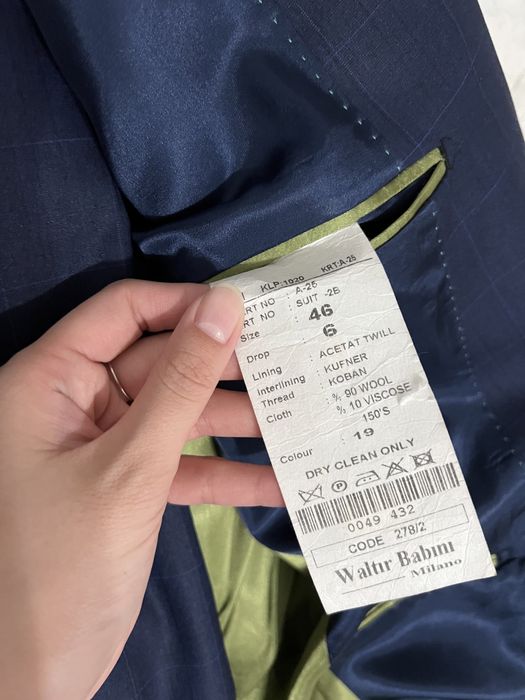 KLP:1020 KRT:A-25
RT NO : A-25
RT NO : SUIT -2B
Size : 46
Drop : 6
Lining : ACETAT TWILL
Interlining : KUFNER
Thread : KOBAN
Cloth : % 90 WOOL
% 10 VISCOSE
150'S
Colour : 19
DRY CLEAN ONLY
P
0049 432
CODE 278/2
Waltır Babını
Milano